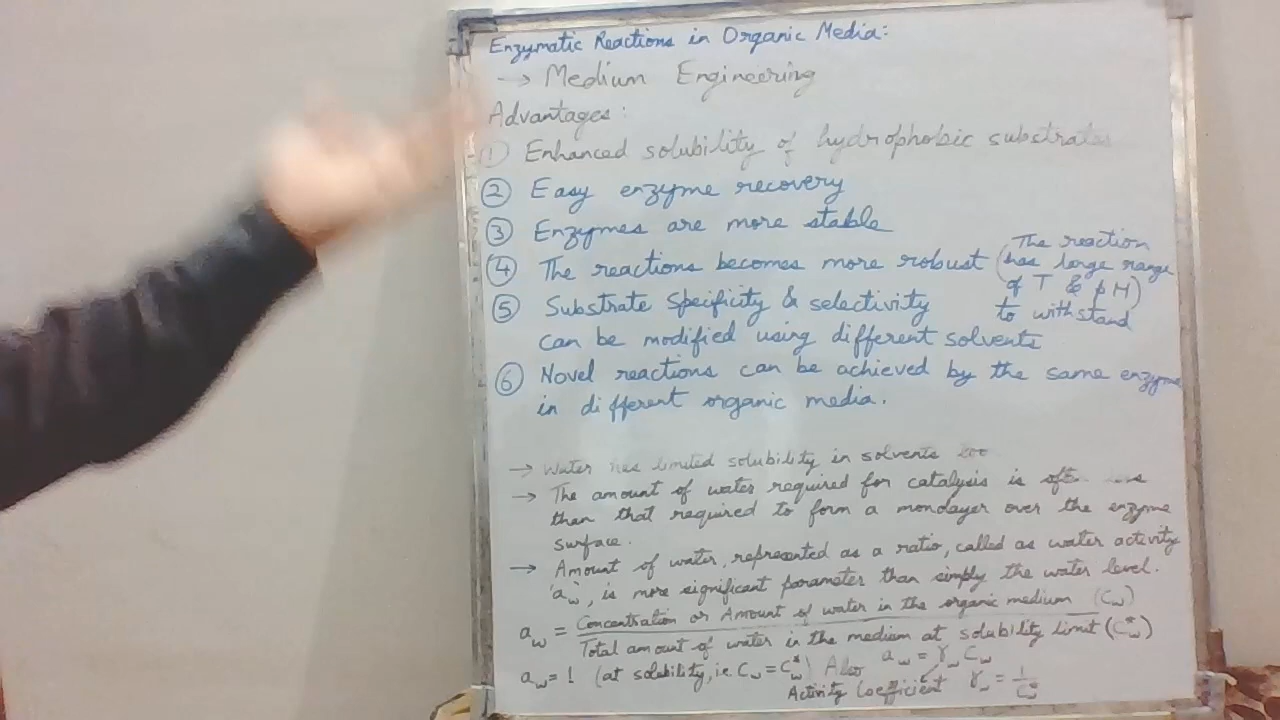 Enzymatic Reactions in Organic Media:
→ Medium Engineering
Advantages:
① Enhanced solubility of hydrophobic substrates
② Easy enzyme recovery
③ Enzymes are more stable
④ The reactions becomes more robust (The reaction
has large range
of T & pH)
to withstand
⑤ Substrate Specificity & selectivity
can be modified using different solvents
⑥ Novel reactions can be achieved by the same enzyme
in different organic media.
→ Water has limited solubility in solvents too
→ The amount of water required for catalysis is
than that required to form a monolayer over the enzyme
surface.
→ Amount of water, represented as a ratio, called as water activity
'aw', is more significant parameter than simply the water level.
aw = Concentration or Amount of water in the organic medium (Cw)
Total amount of water in the medium at solubility limit (Cw*)
aw = 1 (at solubility, i.e. Cw = Cw*) Also aw = γw Cw
Activity Coefficient γw = 1/Cw*